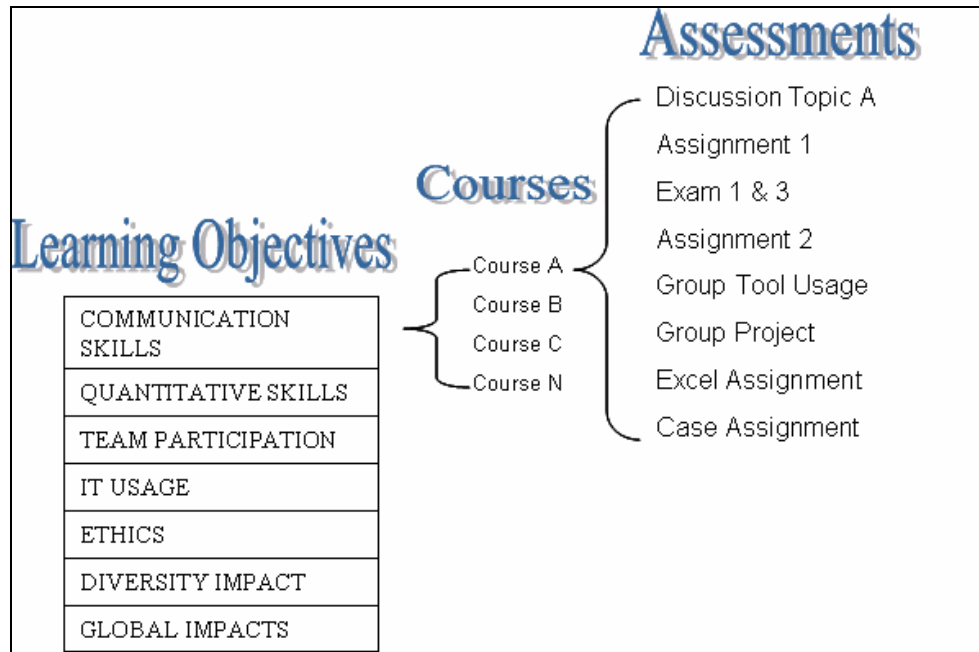 Assessments
Discussion Topic A
Assignment 1
Exam 1 & 3
Assignment 2
Group Tool Usage
Group Project
Excel Assignment
Case Assignment
Courses
Course A
Course B
Course C
Course N
Learning Objectives
COMMUNICATION
SKILLS
QUANTITATIVE SKILLS
TEAM PARTICIPATION
IT USAGE
ETHICS
DIVERSITY IMPACT
GLOBAL IMPACTS